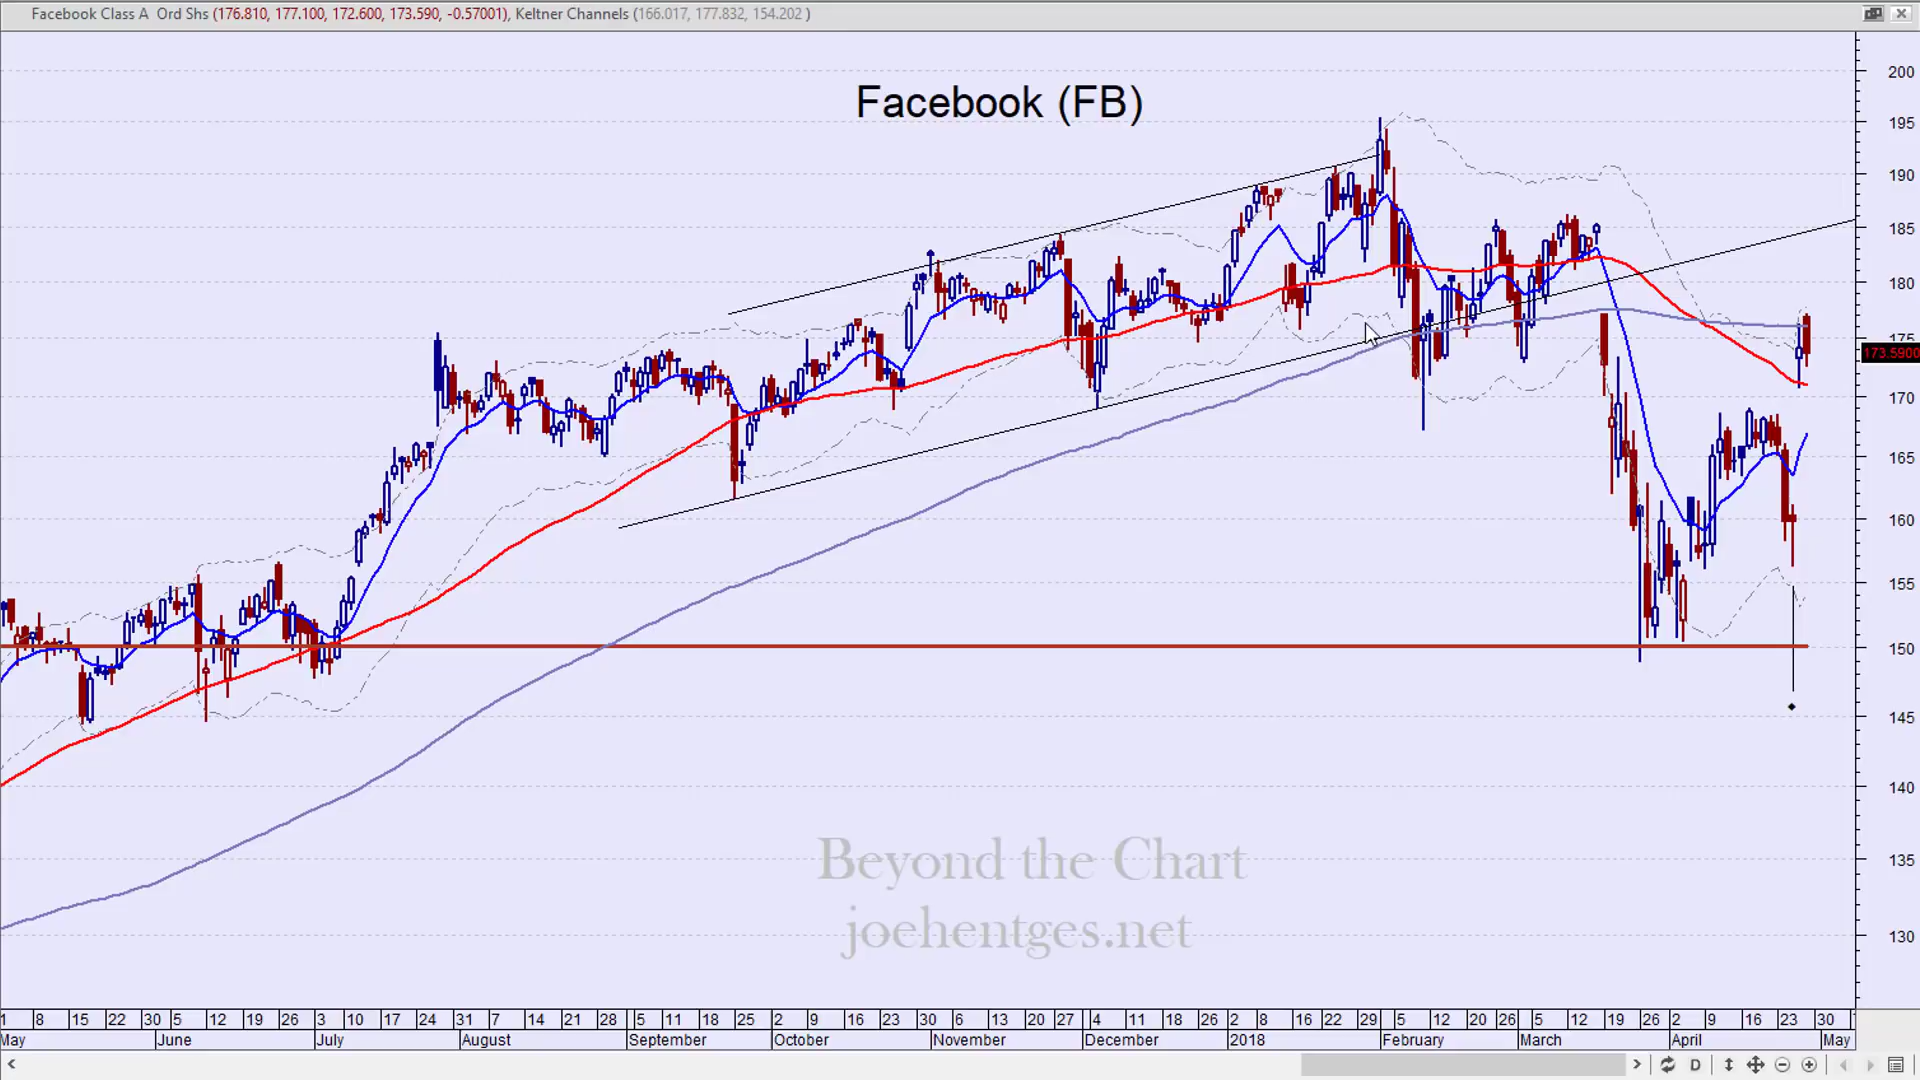 Facebook Class A Ord Shs (176.810, 177.100, 172.600, 173.590, -0.57001), Keltner Channels (166.017, 177.832, 154.202 )
Facebook (FB)
200
195
190
185
180
175
173.5900
170
165
160
155
150
145
140
135
130
Beyond the Chart
joehentges.net
1 8 15 22 30 5 12 19 26 3 10 17 24 31 7 14 21 28 5 11 18 25 2 9 16 23 30 6 13 20 27 4 11 18 26 2 8 16 22 29 5 12 20 26 5 12 19 26 2 9 16 23 30
May June July August September October November December 2018 February March April May
D